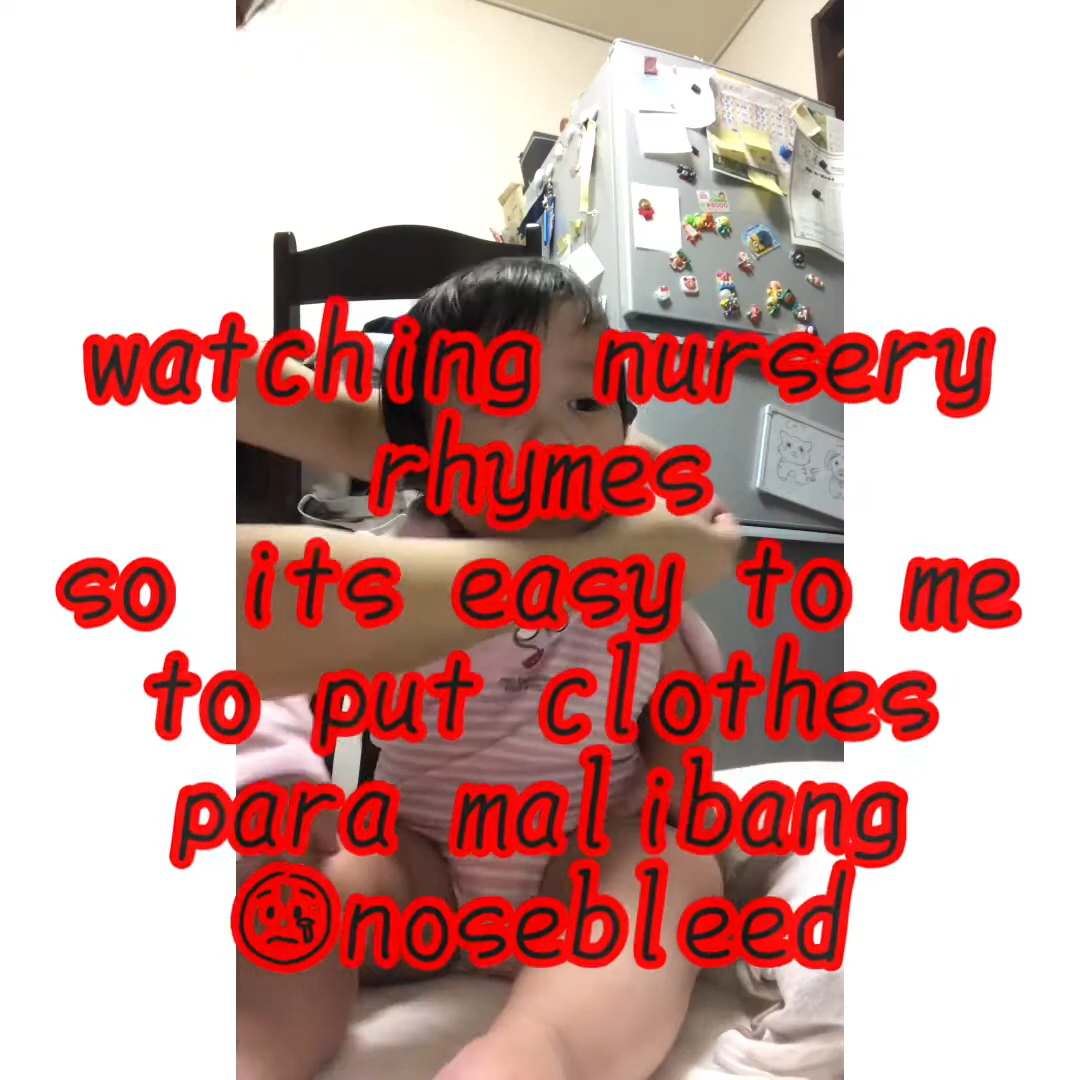 watching nursery
rhymes
so its easy to me
to put clothes
para malibang
🤕nosebleed